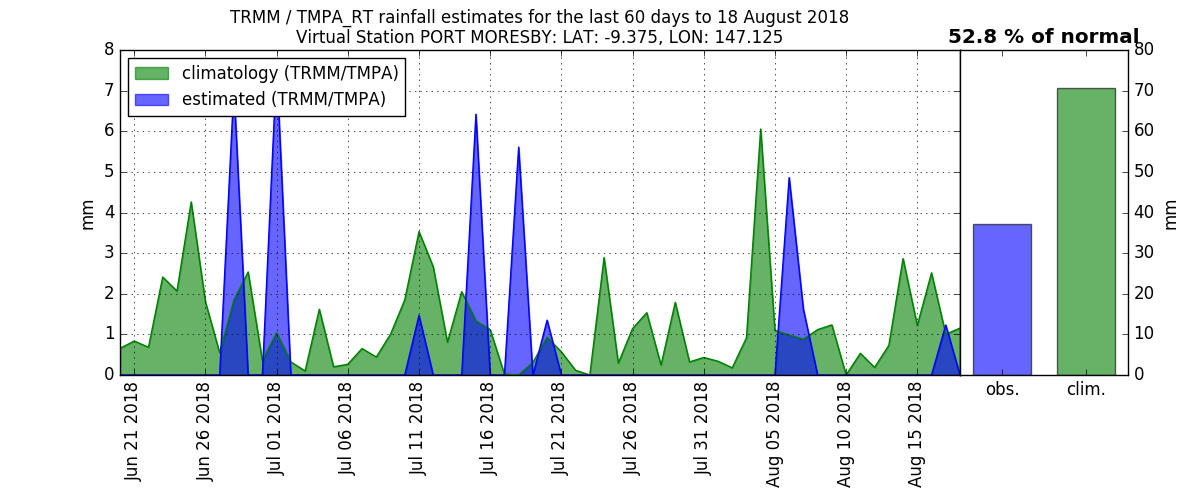 TRMM / TMPA_RT rainfall estimates for the last 60 days to 18 August 2018
Virtual Station PORT MORESBY: LAT: -9.375, LON: 147.125
52.8 % of normal
climatology (TRMM/TMPA)
estimated (TRMM/TMPA)
8
7
6
5
4
3
2
1
0
mm
80
70
60
50
40
30
20
10
0
mm
Jun 21 2018
Jun 26 2018
Jul 01 2018
Jul 06 2018
Jul 11 2018
Jul 16 2018
Jul 21 2018
Jul 26 2018
Jul 31 2018
Aug 05 2018
Aug 10 2018
Aug 15 2018
obs.
clim.